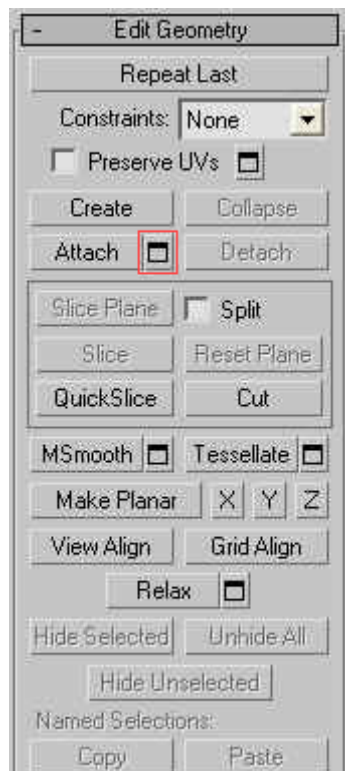 - Edit Geometry
Repeat Last
Constraints: None
Preserve UVs
Create Collapse
Attach Detach
Slice Plane Split
Slice Reset Plane
QuickSlice Cut
MSmooth Tessellate
Make Planar X Y Z
View Align Grid Align
Relax
Hide Selected Unhide All
Hide Unselected
Named Selections:
Copy Paste